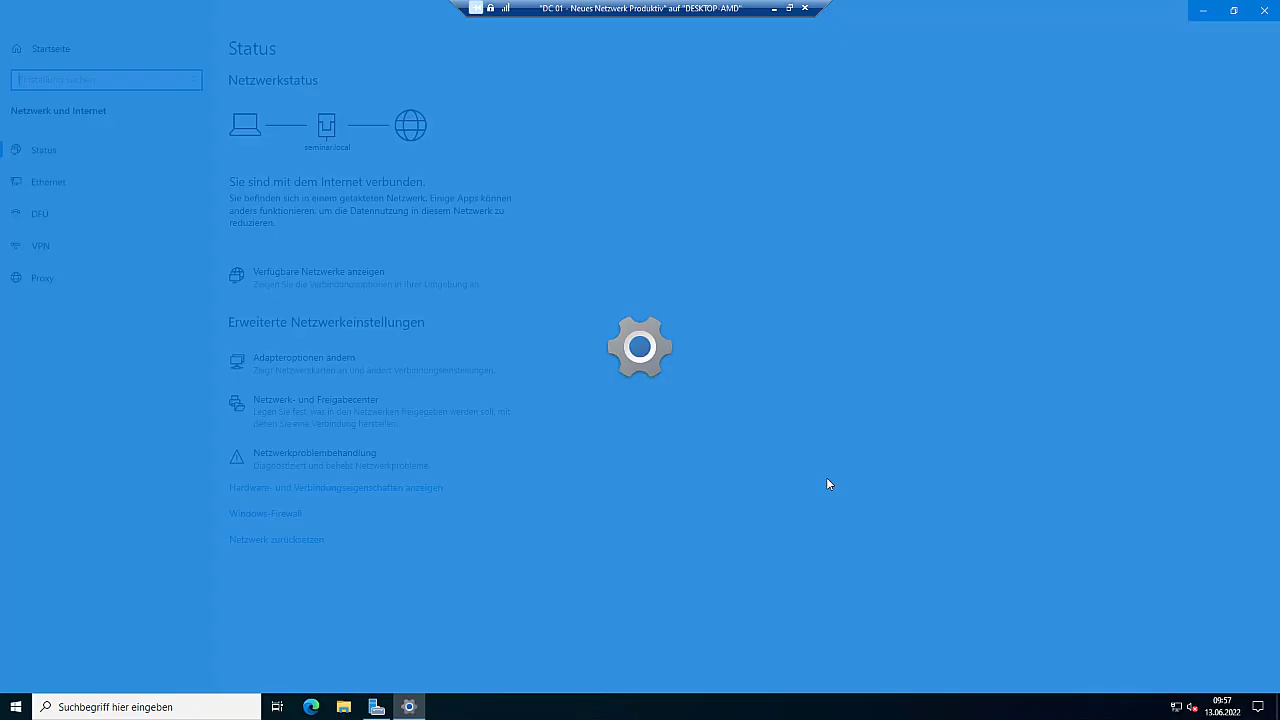 "DC 01 - Neues Netzwerk Produktiv" auf "DESKTOP-AMD"
Startseite
Einstellung suchen
Netzwerk und Internet
Status
Ethernet
DFÜ
VPN
Proxy
Status
Netzwerkstatus
seminar.local
Sie sind mit dem Internet verbunden.
Sie befinden sich in einem getakteten Netzwerk. Einige Apps können
anders funktionieren, um die Datennutzung in diesem Netzwerk zu
reduzieren.
Verfügbare Netzwerke anzeigen
Zeigen Sie die Verbindungsoptionen in Ihrer Umgebung an.
Erweiterte Netzwerkeinstellungen
Adapteroptionen ändern
Zeigt Netzwerkkarten an und ändert Verbindungseinstellungen.
Netzwerk- und Freigabecenter
Legen Sie fest, was in den Netzwerken freigegeben werden soll, mit
denen Sie eine Verbindung herstellen.
Netzwerkproblembehandlung
Diagnostiziert und behebt Netzwerkprobleme.
Hardware- und Verbindungseigenschaften anzeigen
Windows-Firewall
Netzwerk zurücksetzen
Suchbegriff hier eingeben
09:57
13.06.2022